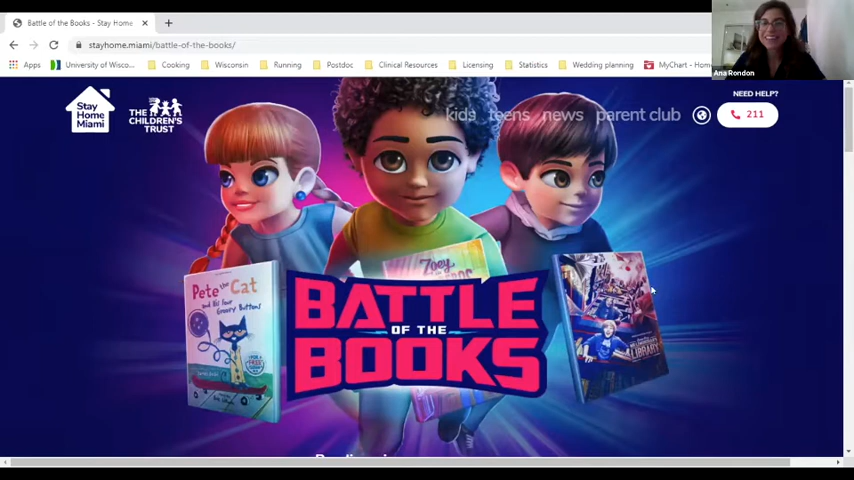 Battle of the Books - Stay Home
stayhome.miami/battle-of-the-books/
Apps University of Wisco... Cooking Wisconsin Running Postdoc Clinical Resources Licensing Statistics Wedding planning MyChart - Home
Ana Rondon
NEED HELP?
Stay
Home
Miami
THE
CHILDREN'S
TRUST
kids teens news parent club
211
Pete the Cat
and His Four
Groovy Buttons
Zoey
BATTLE
OF THE
BOOKS
LIBRARY